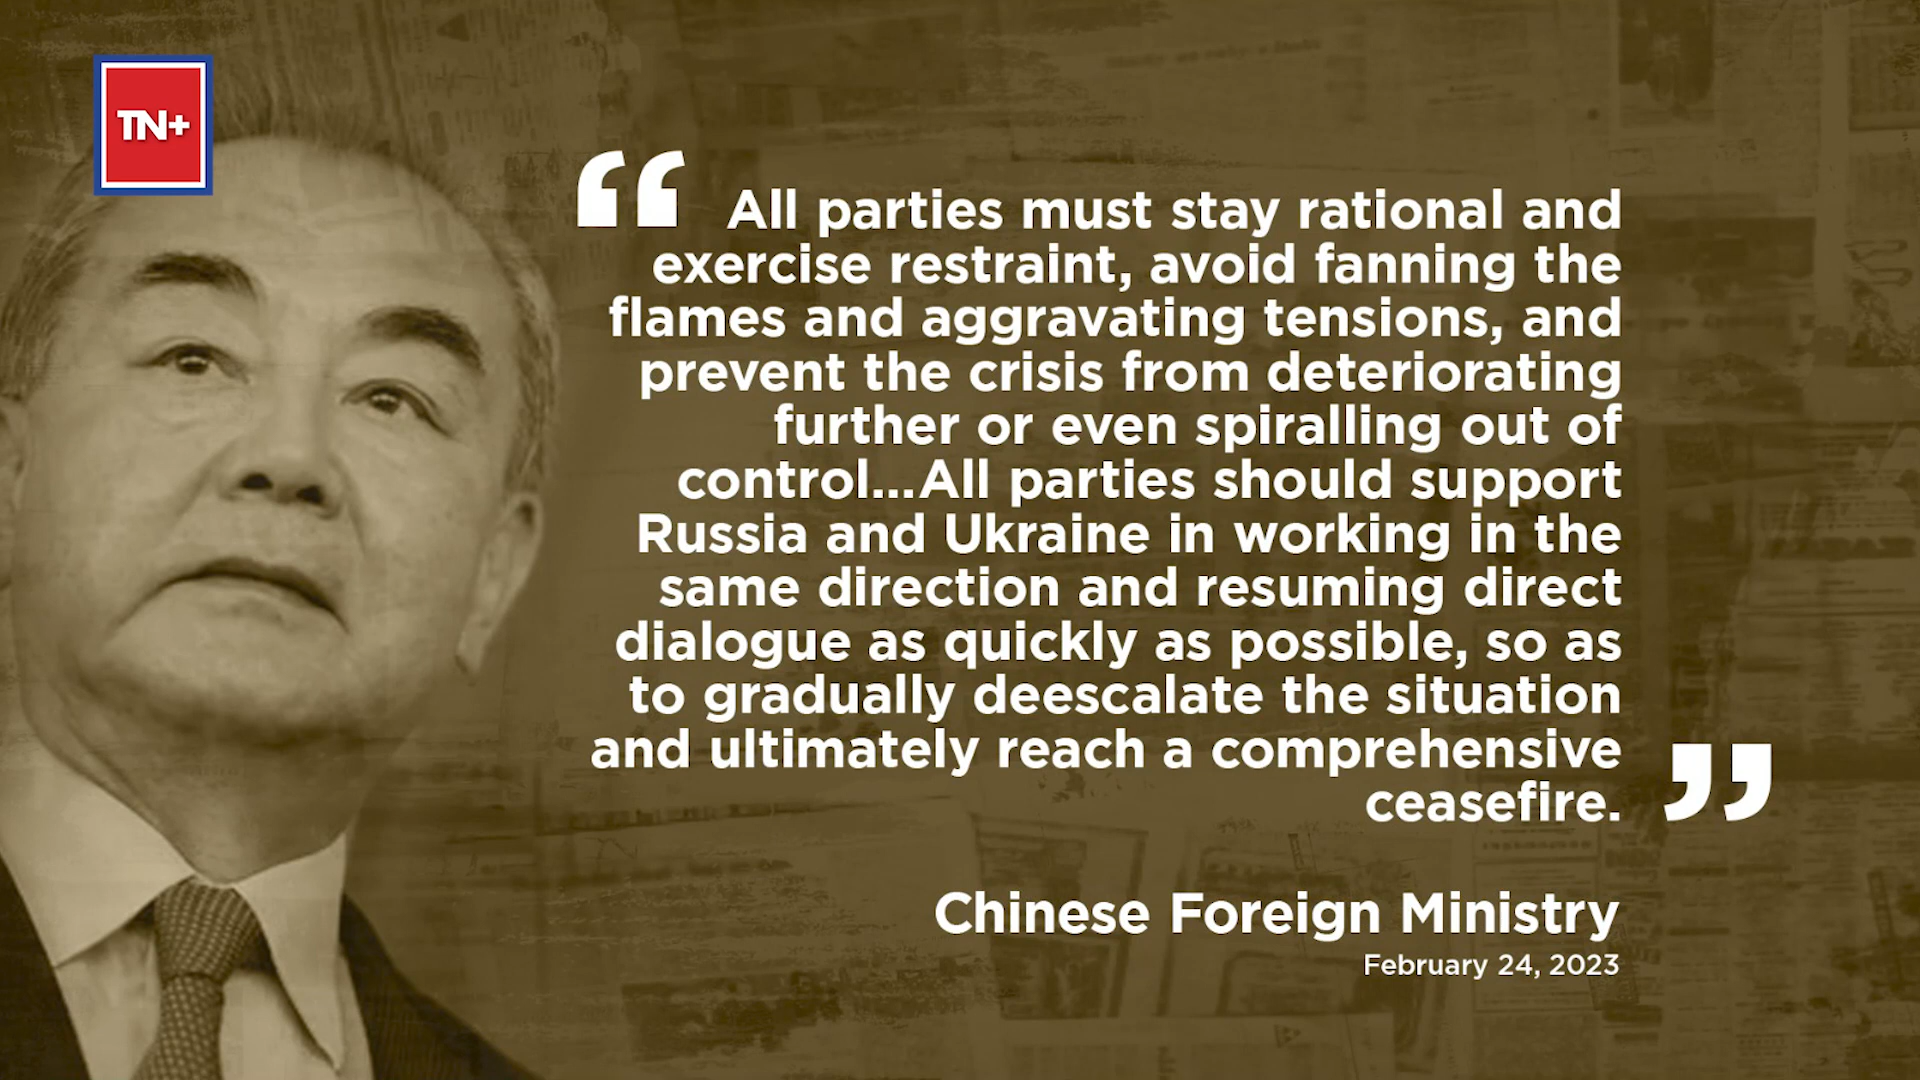 TN+
“ All parties must stay rational and
exercise restraint, avoid fanning the
flames and aggravating tensions, and
prevent the crisis from deteriorating
further or even spiralling out of
control...All parties should support
Russia and Ukraine in working in the
same direction and resuming direct
dialogue as quickly as possible, so as
to gradually deescalate the situation
and ultimately reach a comprehensive
ceasefire. ”
Chinese Foreign Ministry
February 24, 2023